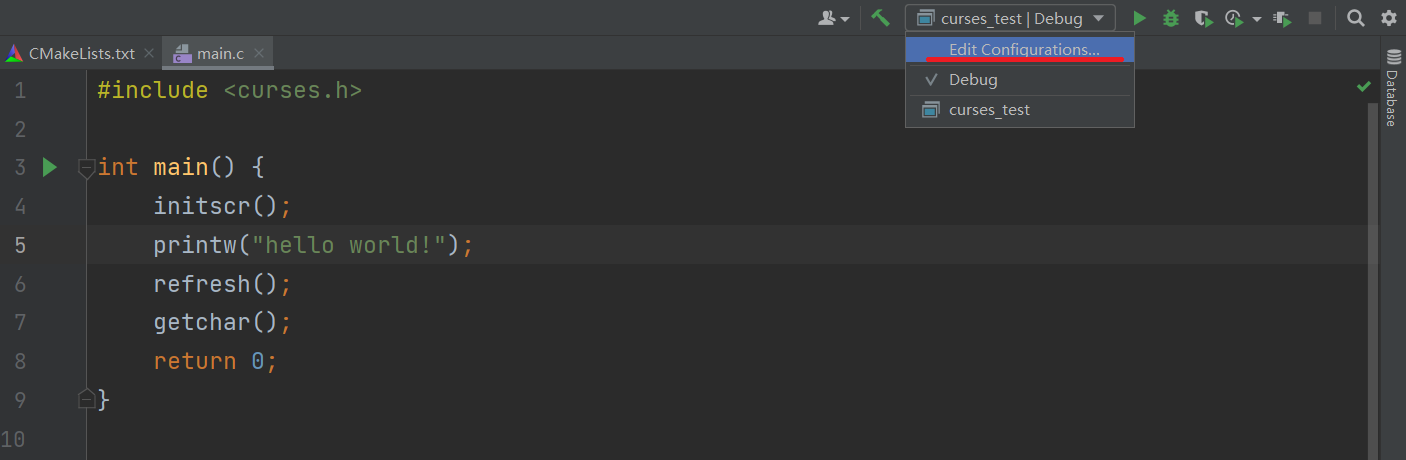 curses_test | Debug
CMakeLists.txt
main.c
Edit Configurations...
Debug
curses_test
Database
1 #include <curses.h>
2
3 int main() {
4 initscr();
5 printw("hello world!");
6 refresh();
7 getchar();
8 return 0;
9 }
10